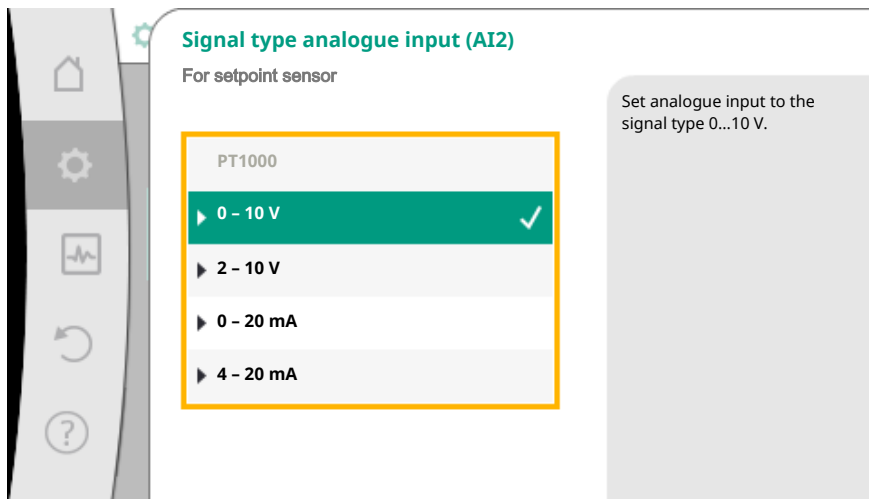 Signal type analogue input (AI2)
For setpoint sensor
Set analogue input to the
signal type 0...10 V.
PT1000
0 – 10 V
2 – 10 V
0 – 20 mA
4 – 20 mA
?